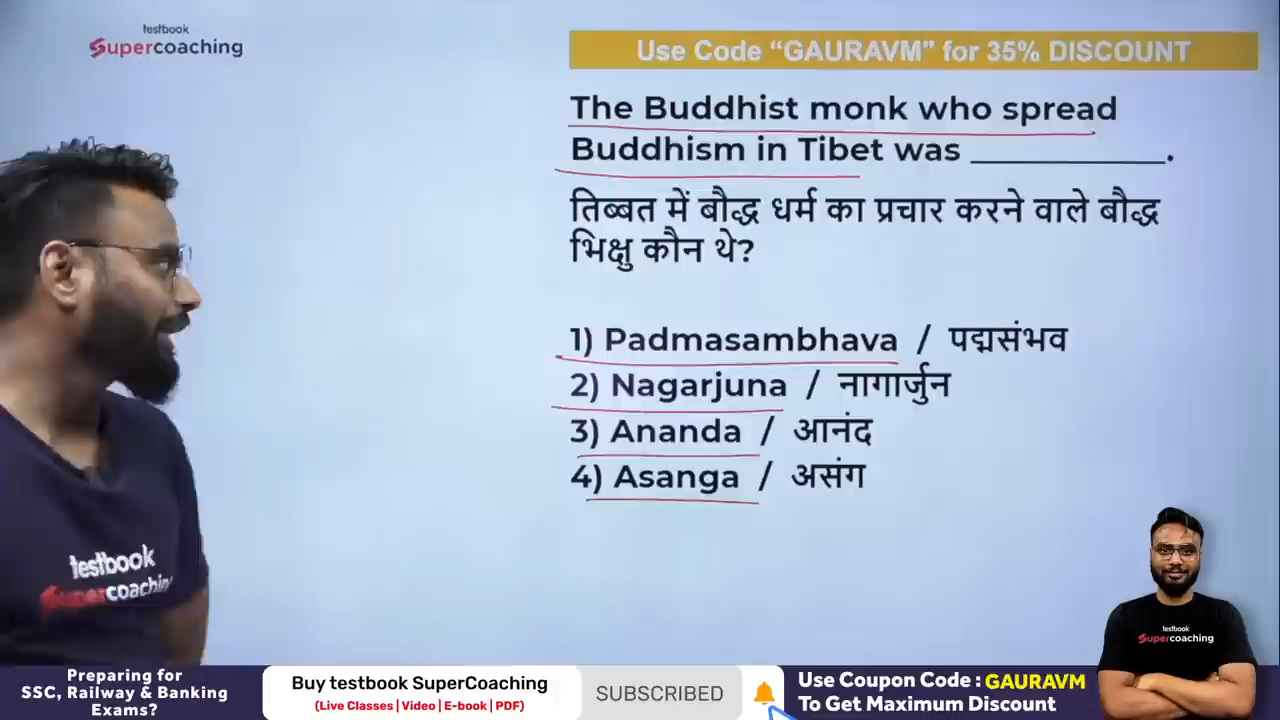 testbook
Supercoaching
Use Code “GAURAVM" for 35% DISCOUNT
The Buddhist monk who spread
Buddhism in Tibet was ____________.
तिब्बत में बौद्ध धर्म का प्रचार करने वाले बौद्ध
भिक्षु कौन थे?
1) Padmasambhava / पद्मसंभव
2) Nagarjuna / नागार्जुन
3) Ananda / आनंद
4) Asanga / असंग
testbook
Supercoaching
testbook
Supercoaching
Preparing for
SSC, Railway & Banking
Exams?
Buy testbook SuperCoaching
(Live Classes | Video | E-book | PDF)
SUBSCRIBED
Use Coupon Code : GAURAVM
To Get Maximum Discount